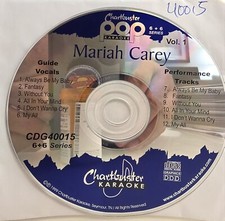 40015
Chartbuster
POP
KARAOKE
6+6
SERIES
Vol. 1
Mariah Carey
Guide
Vocals
1. Always Be My Baby
2. Fantasy
3. Without You
4. All In Your Mind
5. I Don't Wanna Cry
6. My All
Performance
Tracks
7. Always Be My Baby
8. Fantasy
9. Without You
10. All In Your Mind
11. I Don't Wanna Cry
12. My All
CDG40015
6+6 Series
Chartbuster
KARAOKE
GRAPHICS
DDD